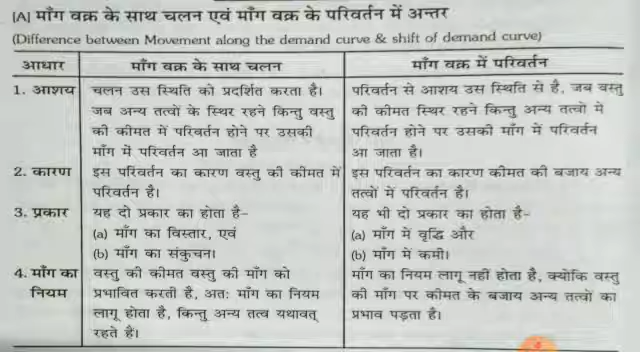 [A] माँग वक्र के साथ चलन एवं माँग वक्र के परिवर्तन में अन्तर
(Difference between Movement along the demand curve & shift of demand curve)
आधार माँग वक्र के साथ चलन माँग वक्र में परिवर्तन
1. आशय चलन उस स्थिति को प्रदर्शित करता है।
जब अन्य तत्वों के स्थिर रहने किन्तु वस्तु
की कीमत में परिवर्तन होने पर उसकी
माँग में परिवर्तन आ जाता है
परिवर्तन से आशय उस स्थिति से है, जब वस्तु
की कीमत स्थिर रहने किन्तु अन्य तत्वों में
परिवर्तन होने पर उसकी माँग में परिवर्तन
आ जाता है।
2. कारण इस परिवर्तन का कारण वस्तु की कीमत में
परिवर्तन है।
इस परिवर्तन का कारण कीमत की बजाय अन्य
तत्वों में परिवर्तन है।
3. प्रकार यह दो प्रकार का होता है-
(a) माँग का विस्तार, एवं
(b) माँग का संकुचन।
यह भी दो प्रकार का होता है-
(a) माँग में वृद्धि और
(b) माँग में कमी।
4. माँग का वस्तु की कीमत वस्तु की माँग को
नियम प्रभावित करती है, अतः माँग का नियम
लागू होता है, किन्तु अन्य तत्व यथावत्
रहते हैं।
माँग का नियम लागू नहीं होता है, क्योंकि वस्तु
की माँग पर कीमत के बजाय अन्य तत्वों का
प्रभाव पड़ता है।